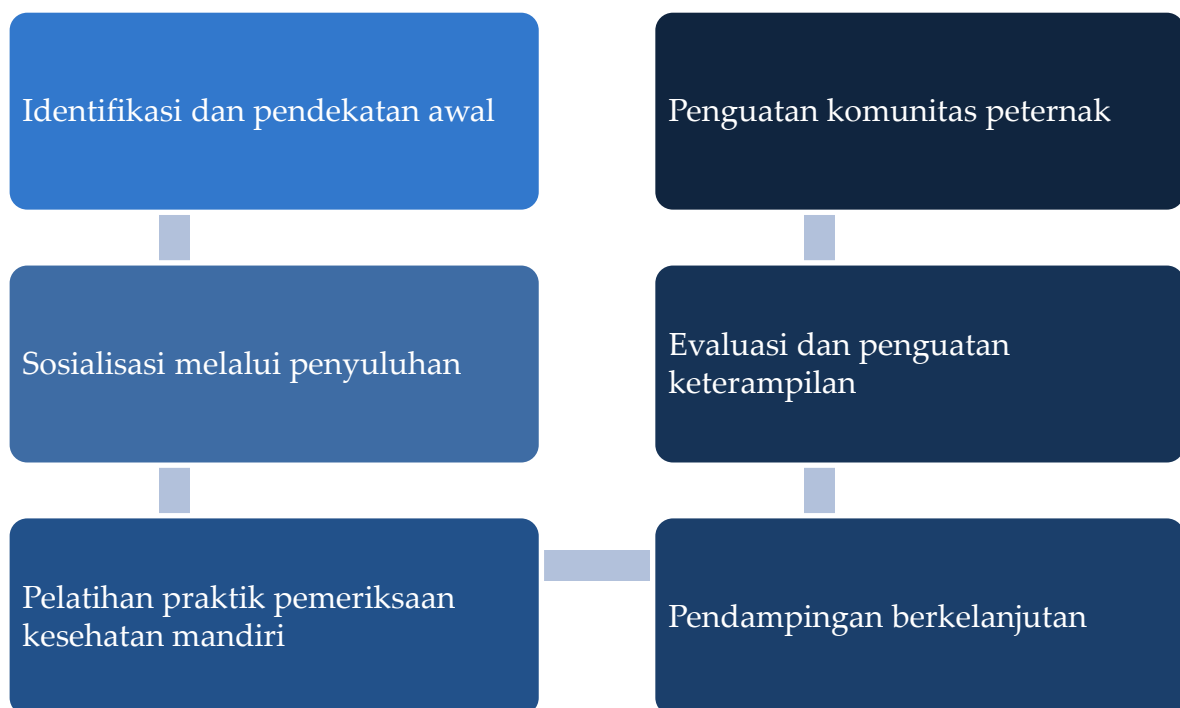 Identifikasi dan pendekatan awal
Sosialisasi melalui penyuluhan
Pelatihan praktik pemeriksaan
kesehatan mandiri
Pendampingan berkelanjutan
Evaluasi dan penguatan
keterampilan
Penguatan komunitas peternak